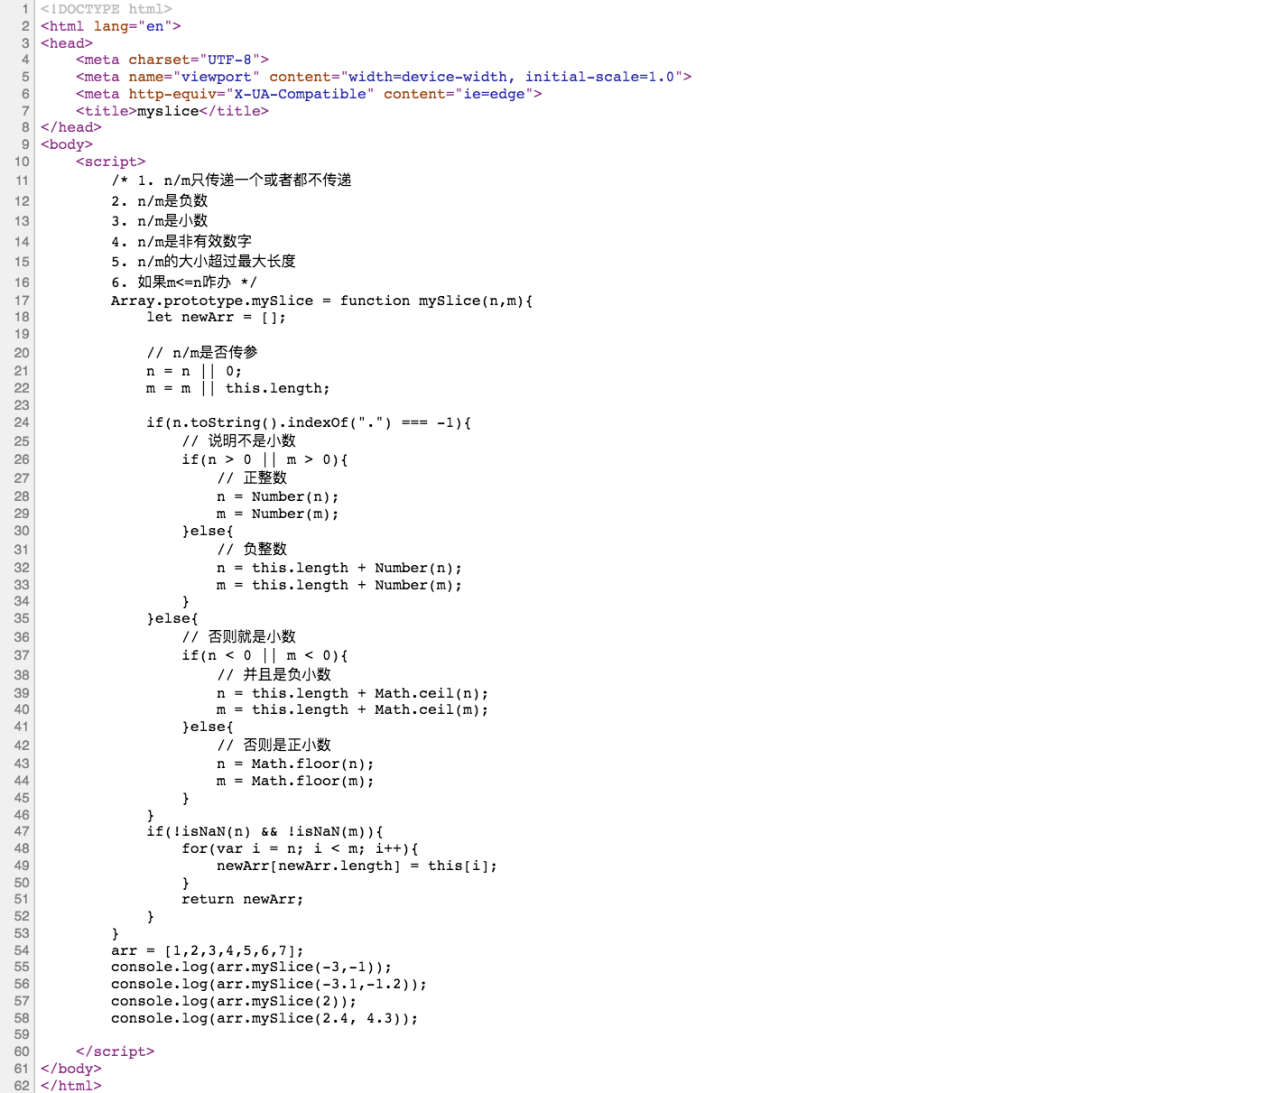 1 <!DOCTYPE html>
2 <html lang="en">
3 <head>
4     <meta charset="UTF-8">
5     <meta name="viewport" content="width=device-width, initial-scale=1.0">
6     <meta http-equiv="X-UA-Compatible" content="ie=edge">
7     <title>myslice</title>
8 </head>
9 <body>
10     <script>
11         /* 1. n/m只传递一个或者都不传递
12         2. n/m是负数
13         3. n/m是小数
14         4. n/m是非有效数字
15         5. n/m的大小超过最大长度
16         6. 如果m<=n咋办 */
17         Array.prototype.mySlice = function mySlice(n,m){
18             let newArr = [];
19
20             // n/m是否传参
21             n = n || 0;
22             m = m || this.length;
23
24             if(n.toString().indexOf(".") === -1){
25                 // 说明不是小数
26                 if(n > 0 || m > 0){
27                     // 正整数
28                     n = Number(n);
29                     m = Number(m);
30                 }else{
31                     // 负整数
32                     n = this.length + Number(n);
33                     m = this.length + Number(m);
34                 }
35             }else{
36                 // 否则就是小数
37                 if(n < 0 || m < 0){
38                     // 并且是负小数
39                     n = this.length + Math.ceil(n);
40                     m = this.length + Math.ceil(m);
41                 }else{
42                     // 否则是正小数
43                     n = Math.floor(n);
44                     m = Math.floor(m);
45                 }
46             }
47             if(!isNaN(n) && !isNaN(m)){
48                 for(var i = n; i < m; i++){
49                     newArr[newArr.length] = this[i];
50                 }
51                 return newArr;
52             }
53         }
54         arr = [1,2,3,4,5,6,7];
55         console.log(arr.mySlice(-3,-1));
56         console.log(arr.mySlice(-3.1,-1.2));
57         console.log(arr.mySlice(2));
58         console.log(arr.mySlice(2.4, 4.3));
59
60     </script>
61 </body>
62 </html>